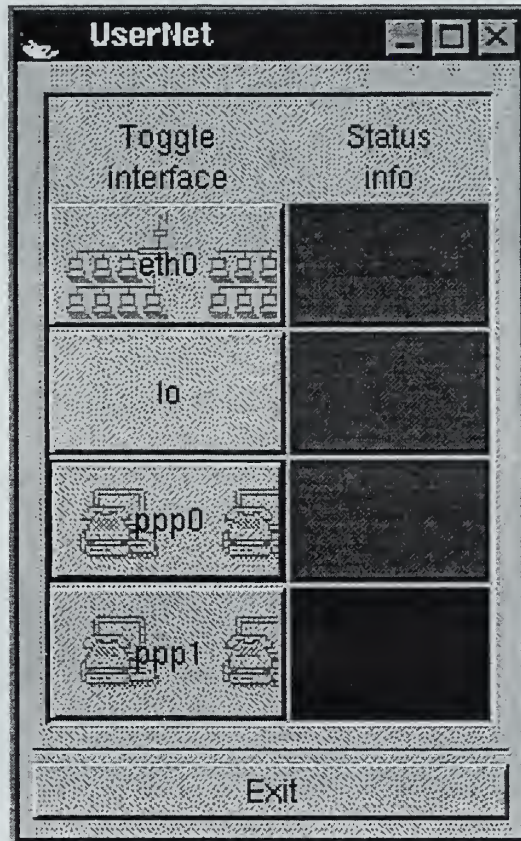 UserNet
Toggle Status
interface info
eth0
lo
ppp0
ppp1
Exit